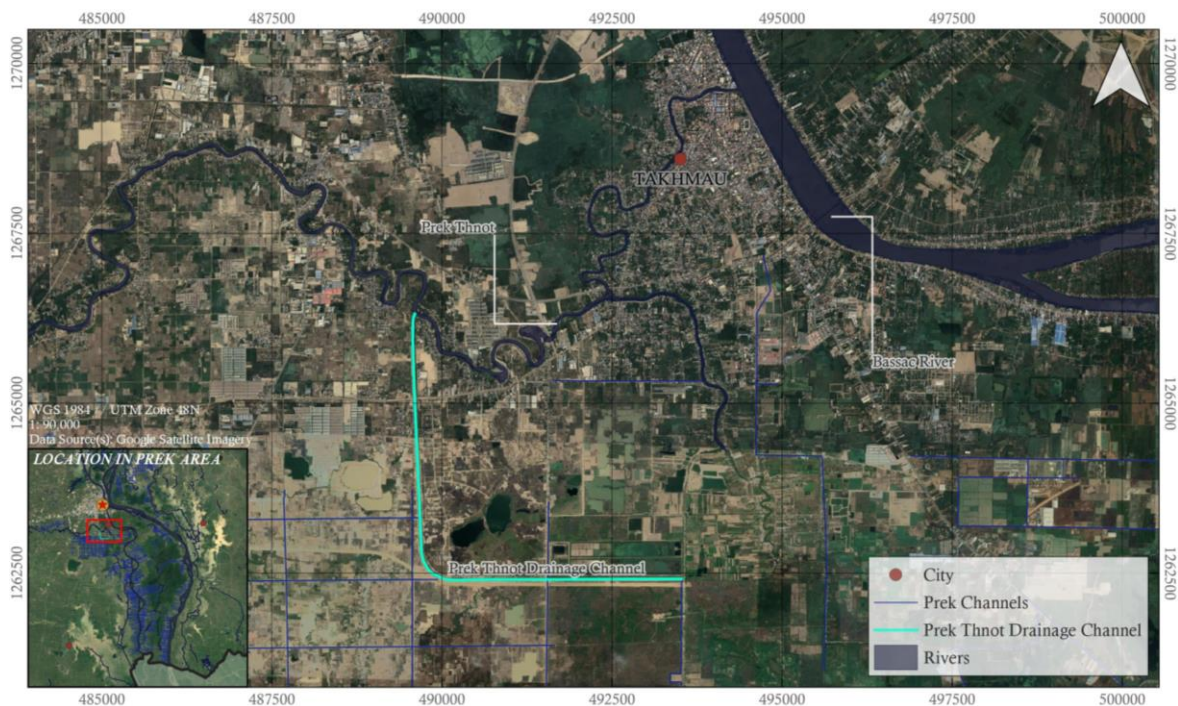 485000 487500 490000 492500 495000 497500 500000
1270000
1270000
TAKHMAU
Prek Thnot
1267500
1267500
Bassac River
1265000
1265000
WGS 1984 / UTM Zone 48N
1: 90,000
Data Source(s): Google Satellite Imagery
LOCATION IN PREK AREA
Prek Thnot Drainage Channel
1262500
1262500
City
Prek Channels
Prek Thnot Drainage Channel
Rivers
485000 487500 490000 492500 495000 497500 500000